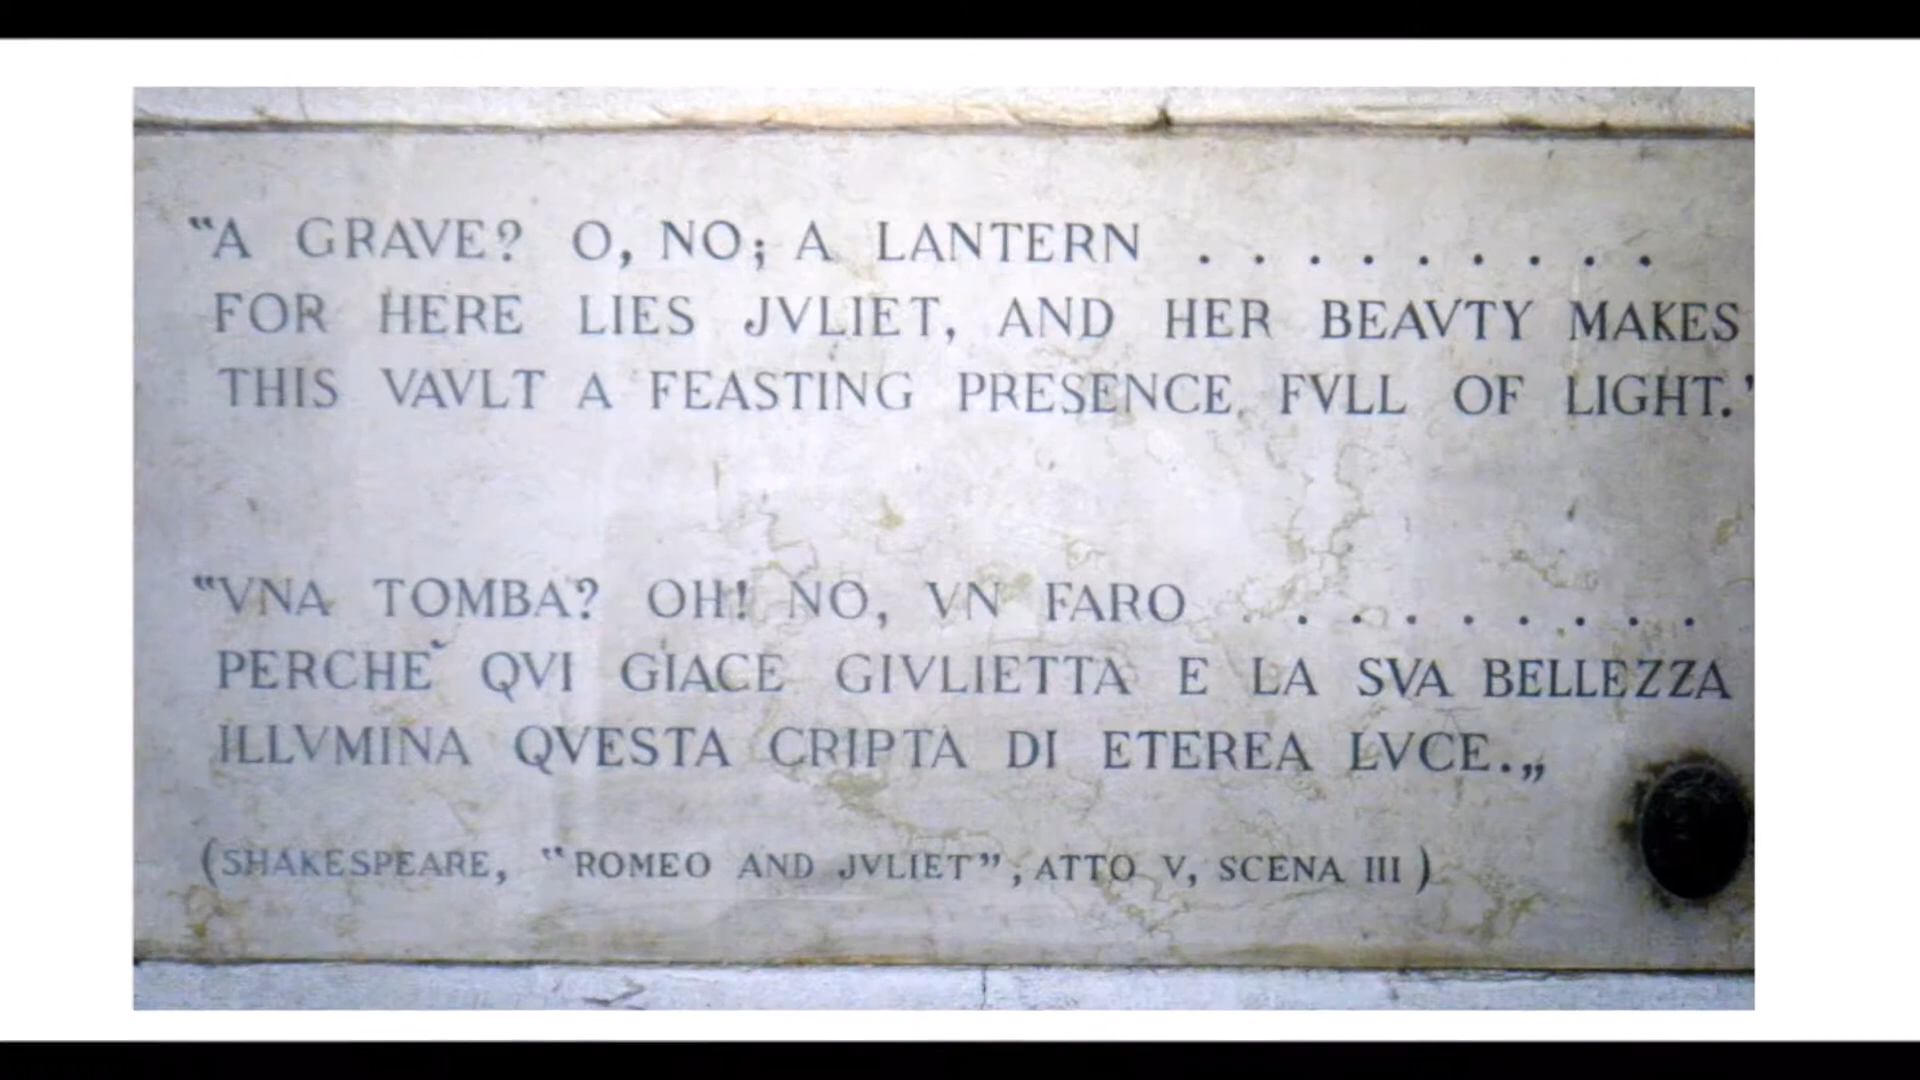 “A GRAVE? O, NO; A LANTERN . . . . . . . . .
FOR HERE LIES JVLIET, AND HER BEAVTY MAKES
THIS VAVLT A FEASTING PRESENCE FVLL OF LIGHT.'
“VNA TOMBA? OH! NO, VN FARO . . . . . . . . .
PERCHE` QVI GIACE GIVLIETTA E LA SVA BELLEZZA
ILLVMINA QVESTA CRIPTA DI ETEREA LVCE.„
(SHAKESPEARE, “ROMEO AND JVLIET”, ATTO V, SCENA III)